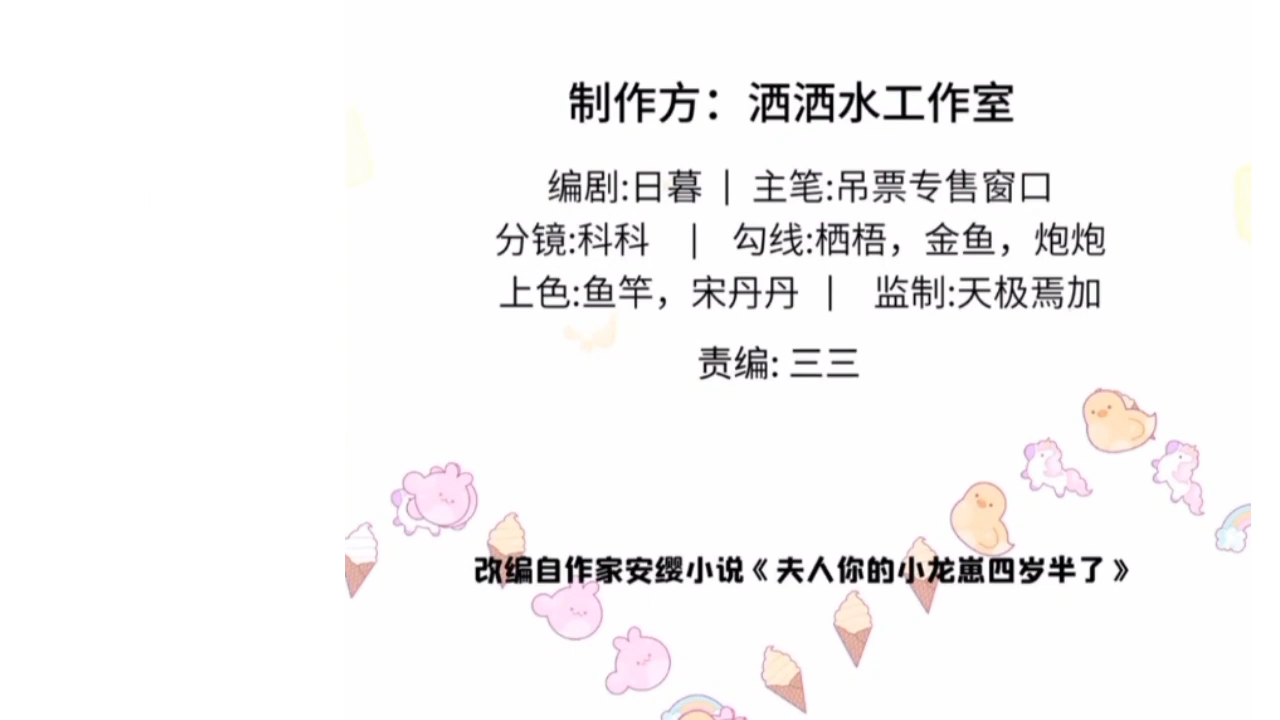 制作方：洒洒水工作室
编剧:日暮 | 主笔:吊票专售窗口
分镜:科科 | 勾线:栖梧，金鱼，炮炮
上色:鱼竿，宋丹丹 | 监制:天极焉加
责编: 三三
改编自作家安缨小说《夫人你的小龙崽四岁半了》